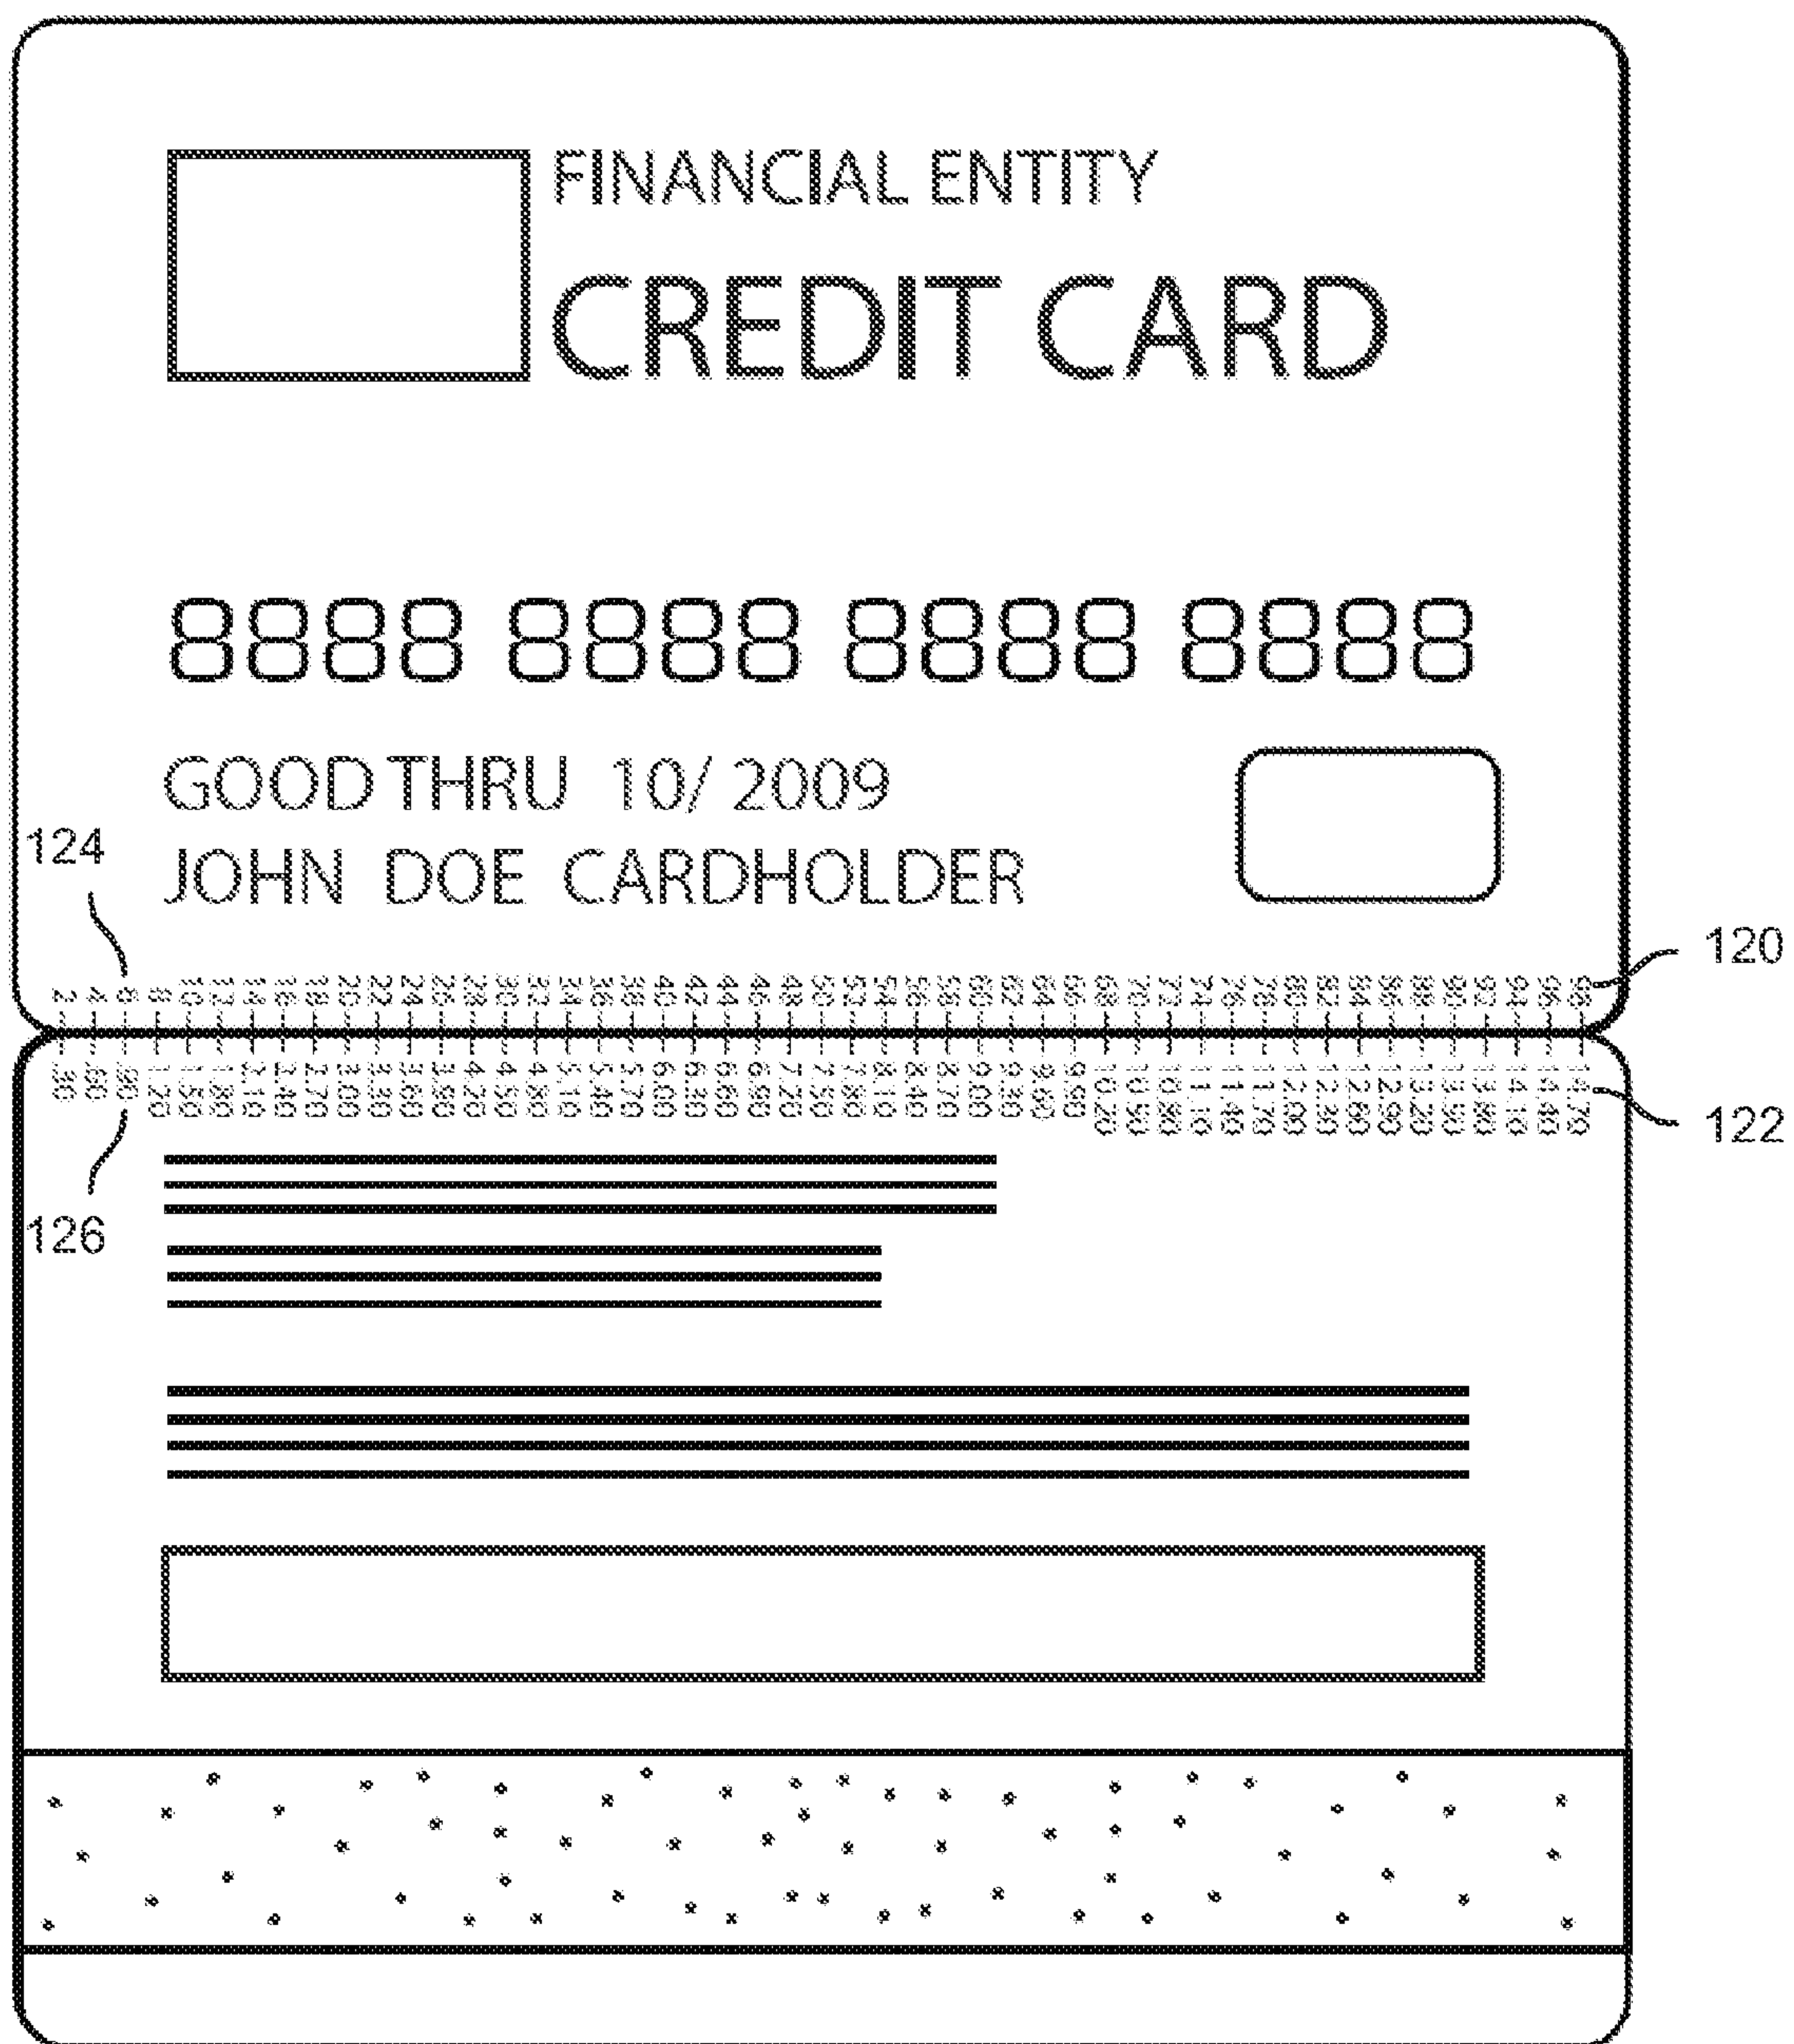 FINANCIAL ENTITY
CREDIT CARD
8888 8888 8888 8888
GOOD THRU 10/ 2009
JOHN DOE CARDHOLDER
124
120
2 4 6 8 10 12 14 16 18 20 22 24 26 28 30 32 34 36 38 40 42 44 46 48 50 52 54 56 58 60 62 64 66 68 70 72 74 76 78 80 82 84 86 88 90 92 94 96 98
.30 .60 .90 1.20 1.50 1.80 2.10 2.40 2.70 3.00 3.30 3.60 3.90 4.20 4.50 4.80 5.10 5.40 5.70 6.00 6.30 6.60 6.90 7.20 7.50 7.80 8.10 8.40 8.70 9.00 9.30 9.60 9.90 10.20 10.50 10.80 11.10 11.40 11.70 12.00 12.30 12.60 12.90 13.20 13.50 13.80 14.10 14.40 14.70
122
126